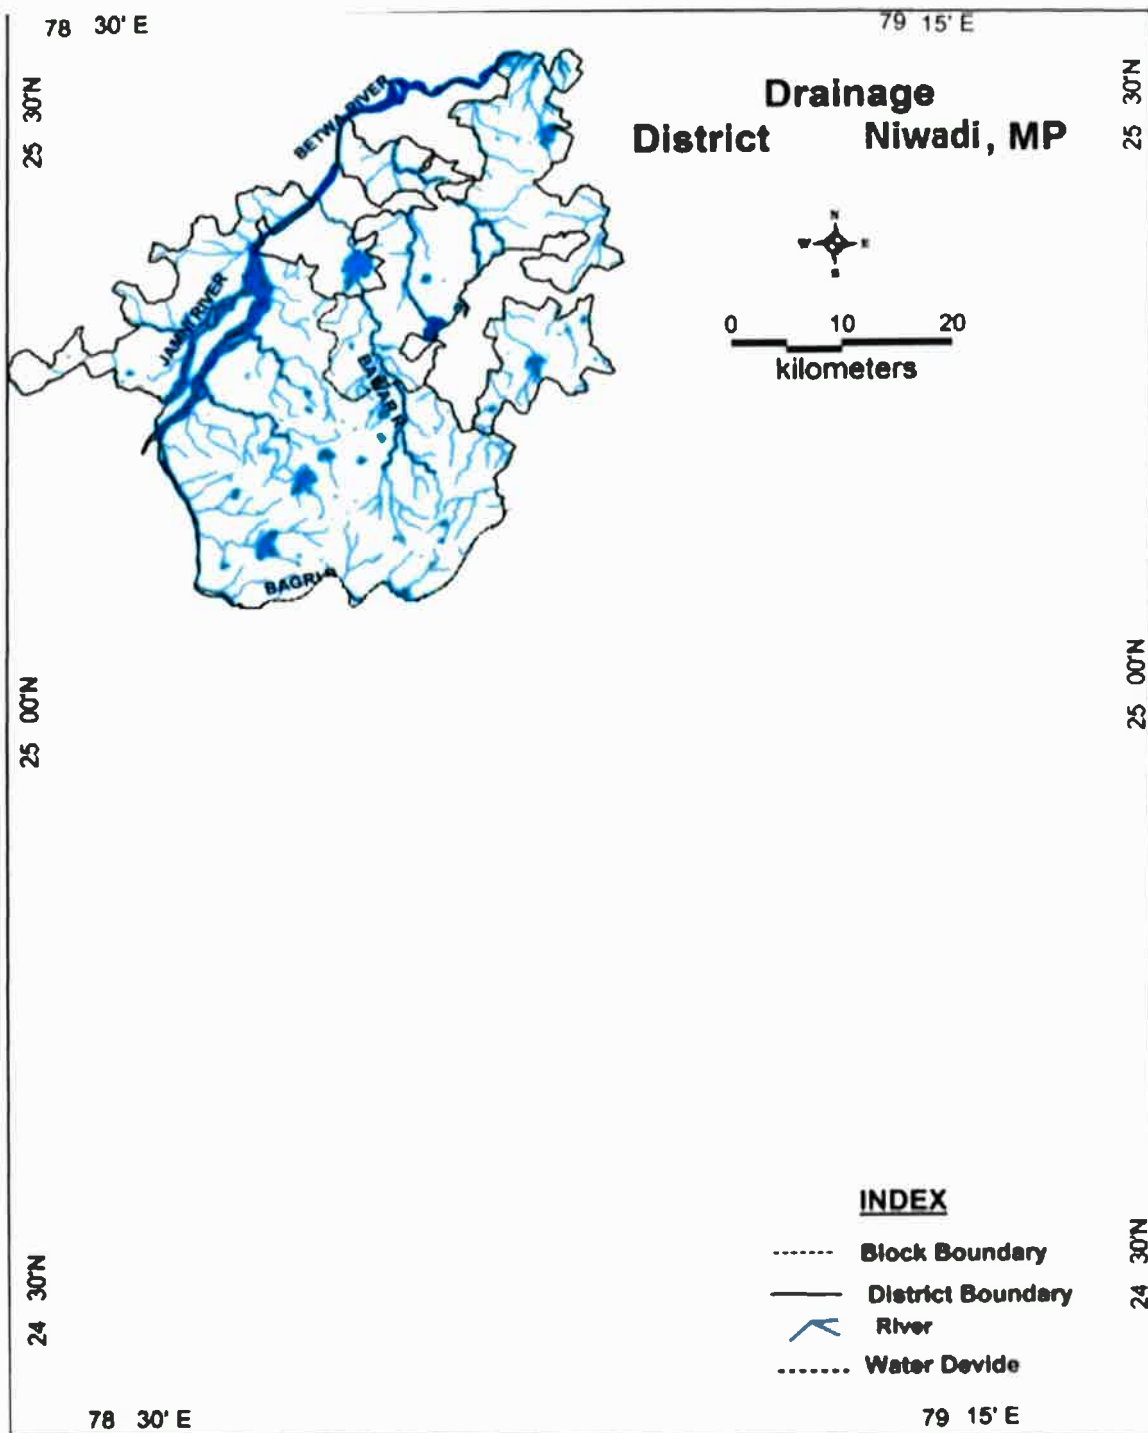 78 30' E
79 15' E
25 30'N
25 30'N
Drainage
District Niwadi, MP
BETWA RIVER
N
W E
S
JAMNI RIVER
0 10 20
kilometers
BAWAR R
BAGRI R
25 00'N
25 00'N
INDEX
Block Boundary
District Boundary
River
Water Devide
24 30'N
24 30'N
78 30' E
79 15' E